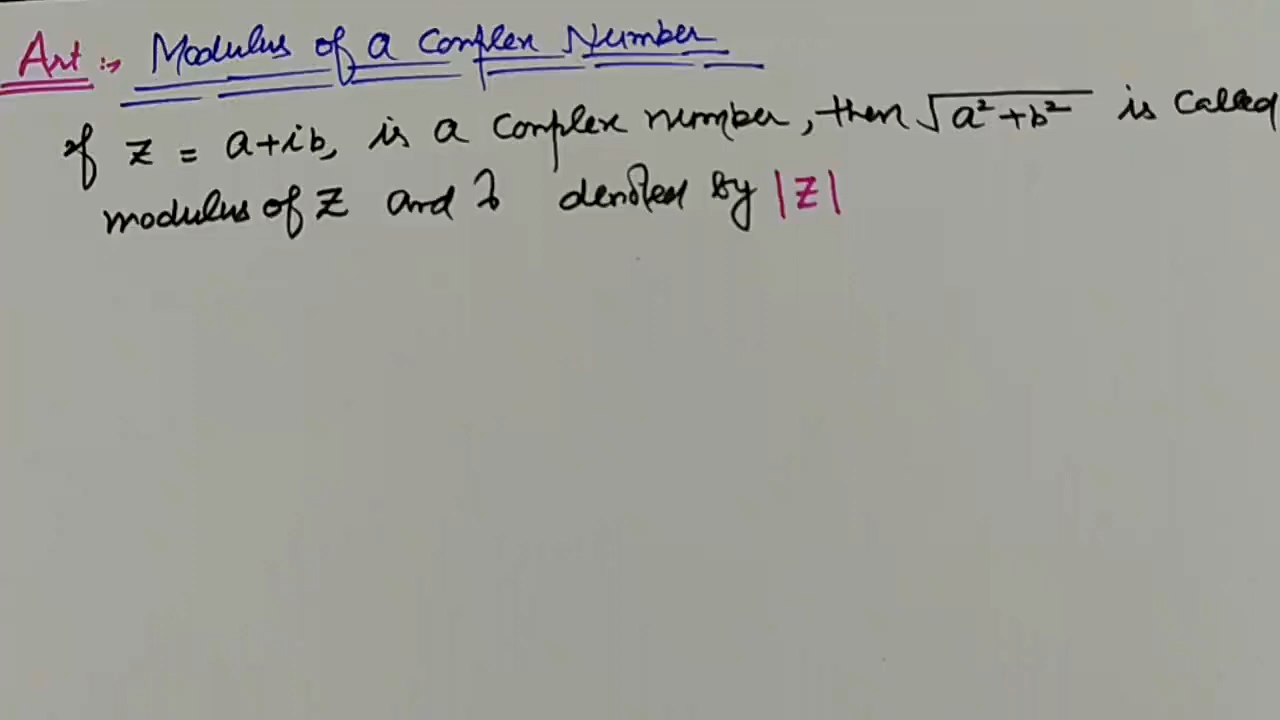 Art :- Modulus of a Complex Number
If z = a+ib, is a complex number, then √a²+b² is called
modulus of z and is denoted by |z|